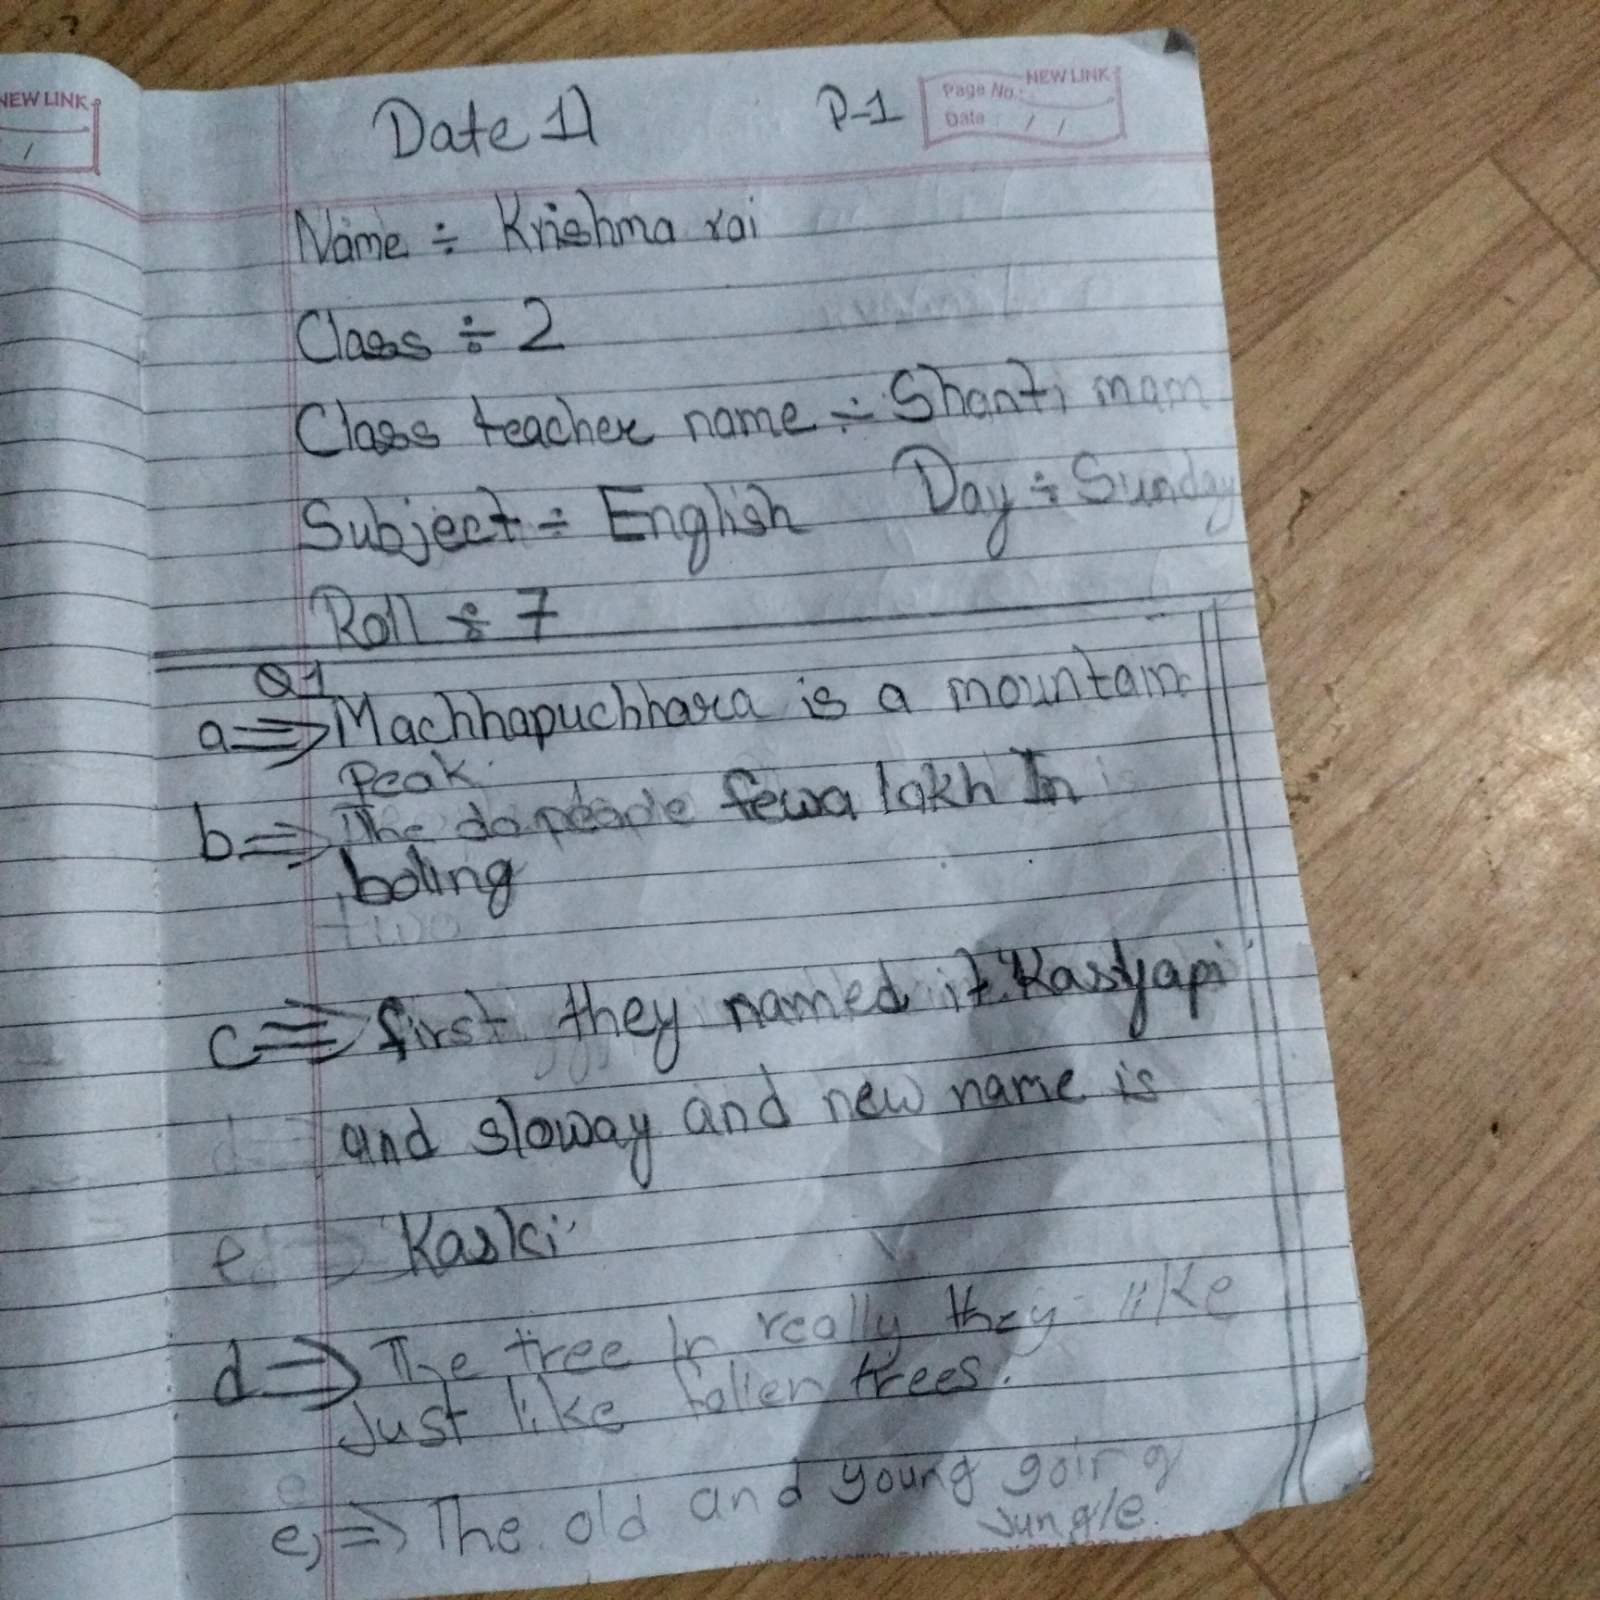 NEW LINK
Date 1)
P-1
NEW LINK
Page No.:
Date : / /
Name ÷ Krishma rai
Class ÷ 2
Class teacher name ÷ Shanti mam
Subject ÷ English Day ÷ Sunday
Roll ÷ 7
Q1
a ⇒ Machhapuchhara is a mountain
Peak.
b ⇒ The do people fewa lakh In
boting
two
c ⇒ first they named it "Kasyapi"
and sloway and new name is
e Kaski
d ⇒ The tree In really they like
Just like fallen trees.
e) ⇒ The old and young going
Jungle.